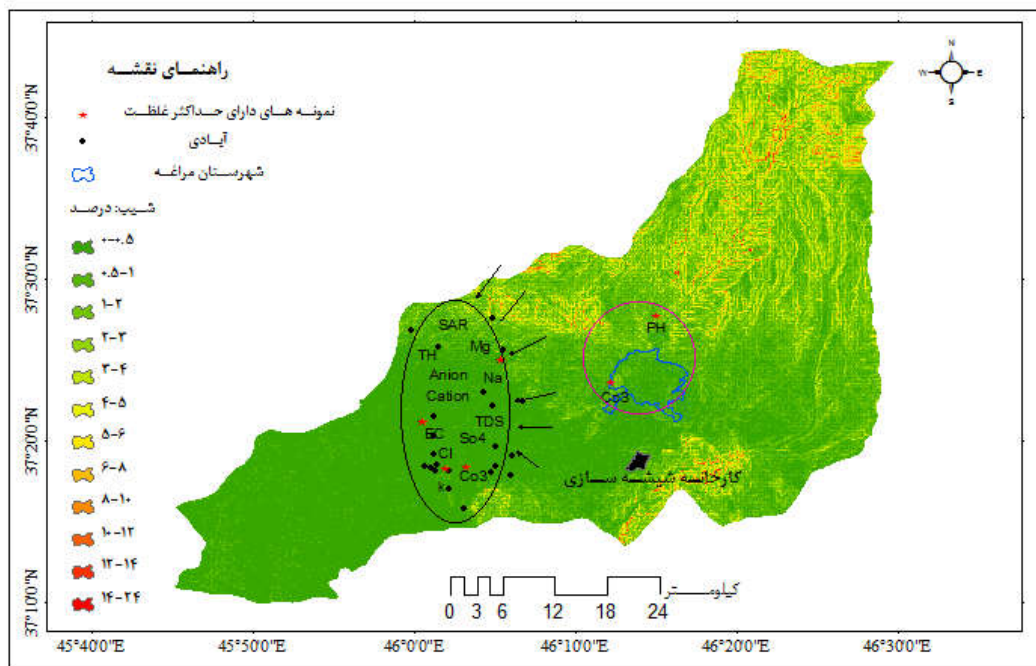 راهنمای نقشه
نمونه های دارای حداکثر غلظت
آبادی
شهرستان مراغه
شیب: درصد
۰-۰.۵
۰.۵-۱
۱-۲
۲-۳
۳-۴
۴-۵
۵-۶
۶-۸
۸-۱۰
۱۰-۱۲
۱۲-۱۴
۱۴-۲۴
N
W E
S
SAR
TH
Mg
Anion
Na
Cation
TDS
EC
So4
Cl
Co3
k
PH
Co3
کارخانه شیشه سازی
کیلومتر
0 3 6 12 18 24
37°40'0"N
37°30'0"N
37°20'0"N
37°10'0"N
45°40'0"E 45°50'0"E 46°0'0"E 46°10'0"E 46°20'0"E 46°30'0"E